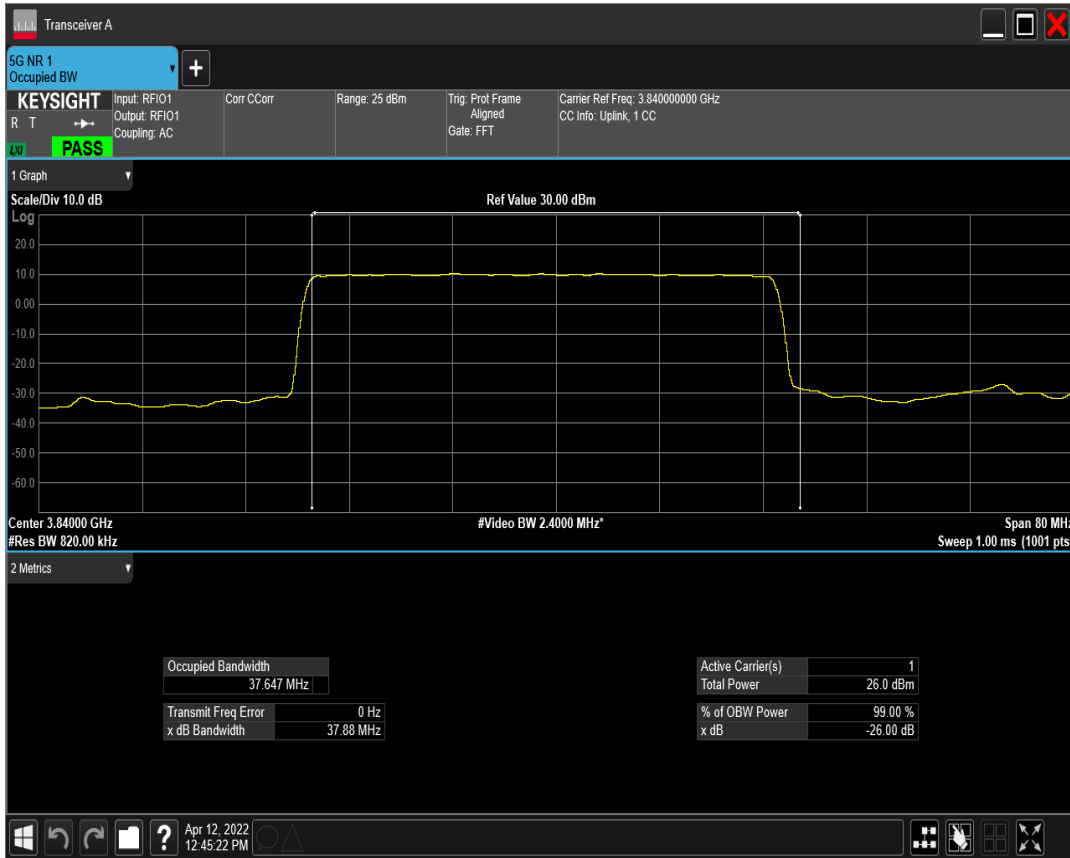 Transceiver A
5G NR 1
Occupied BW
KEYSIGHT
R T
LXI
PASS
Input: RFIO1
Output: RFIO1
Coupling: AC
Corr CCorr
Range: 25 dBm
Trig: Prot Frame
Aligned
Gate: FFT
Carrier Ref Freq: 3.840000000 GHz
CC Info: Uplink, 1 CC
1 Graph
Scale/Div 10.0 dB
Ref Value 30.00 dBm
Log
20.0
10.0
0.00
-10.0
-20.0
-30.0
-40.0
-50.0
-60.0
Center 3.84000 GHz
#Video BW 2.4000 MHz*
Span 80 MHz
#Res BW 820.00 kHz
Sweep 1.00 ms (1001 pts
2 Metrics
Occupied Bandwidth
37.647 MHz
Transmit Freq Error 0 Hz
x dB Bandwidth 37.88 MHz
Active Carrier(s) 1
Total Power 26.0 dBm
% of OBW Power 99.00 %
x dB -26.00 dB
?
Apr 12, 2022
12:45:22 PM